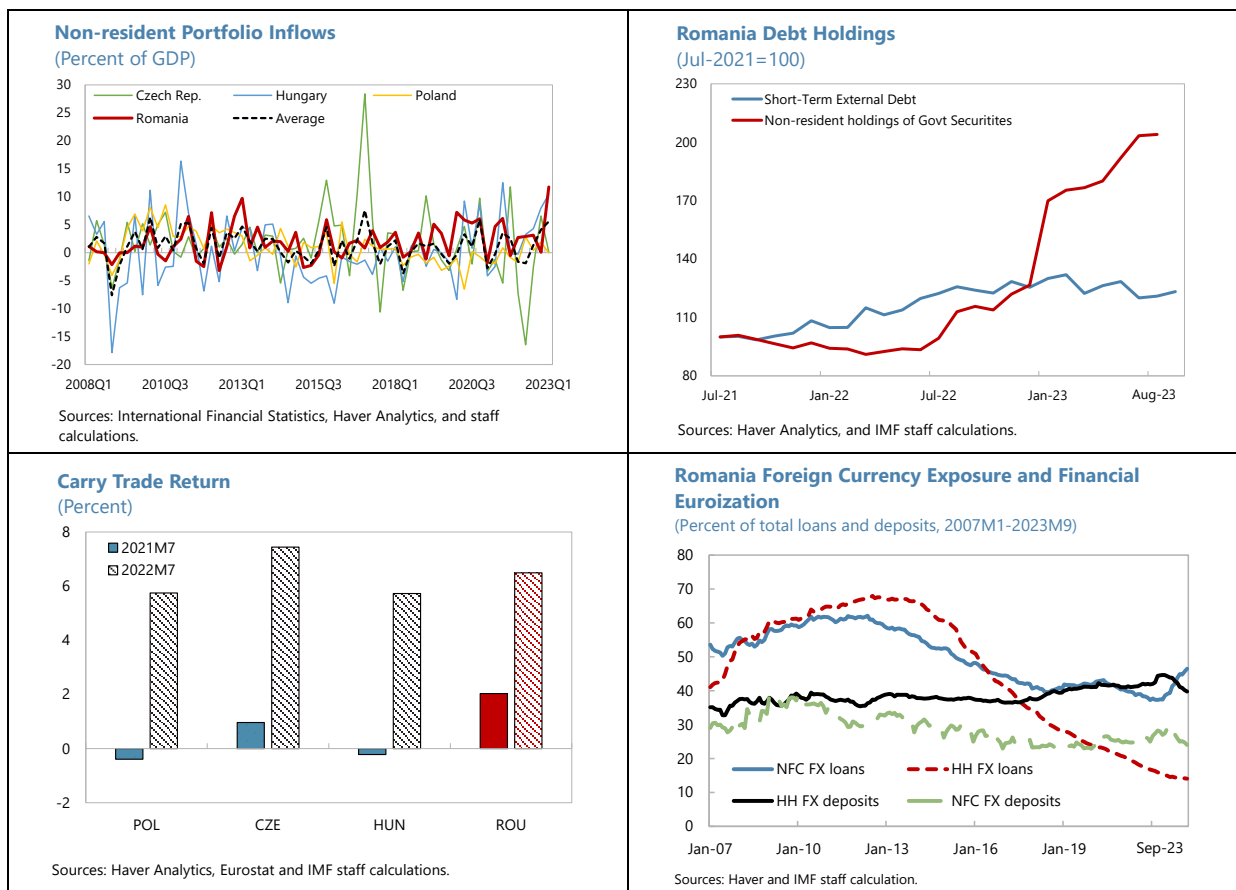 Non-resident Portfolio Inflows
(Percent of GDP)
30
25
20
15
10
5
0
-5
-10
-15
-20
Czech Rep.
Hungary
Poland
Romania
Average
2008Q1
2010Q3
2013Q1
2015Q3
2018Q1
2020Q3
2023Q1
Sources: International Financial Statistics, Haver Analytics, and staff
calculations.
Romania Debt Holdings
(Jul-2021=100)
230
200
170
140
110
80
Short-Term External Debt
Non-resident holdings of Govt Securitites
Jul-21
Jan-22
Jul-22
Jan-23
Aug-23
Sources: Haver Analytics, and IMF staff calculations.
Carry Trade Return
(Percent)
8
6
4
2
0
-2
2021M7
2022M7
POL
CZE
HUN
ROU
Sources: Haver Analytics, Eurostat and IMF staff calculations.
Romania Foreign Currency Exposure and Financial
Euroization
(Percent of total loans and deposits, 2007M1-2023M9)
80
70
60
50
40
30
20
10
0
NFC FX loans
HH FX loans
HH FX deposits
NFC FX deposits
Jan-07
Jan-10
Jan-13
Jan-16
Jan-19
Sep-23
Sources: Haver and IMF staff calculation.